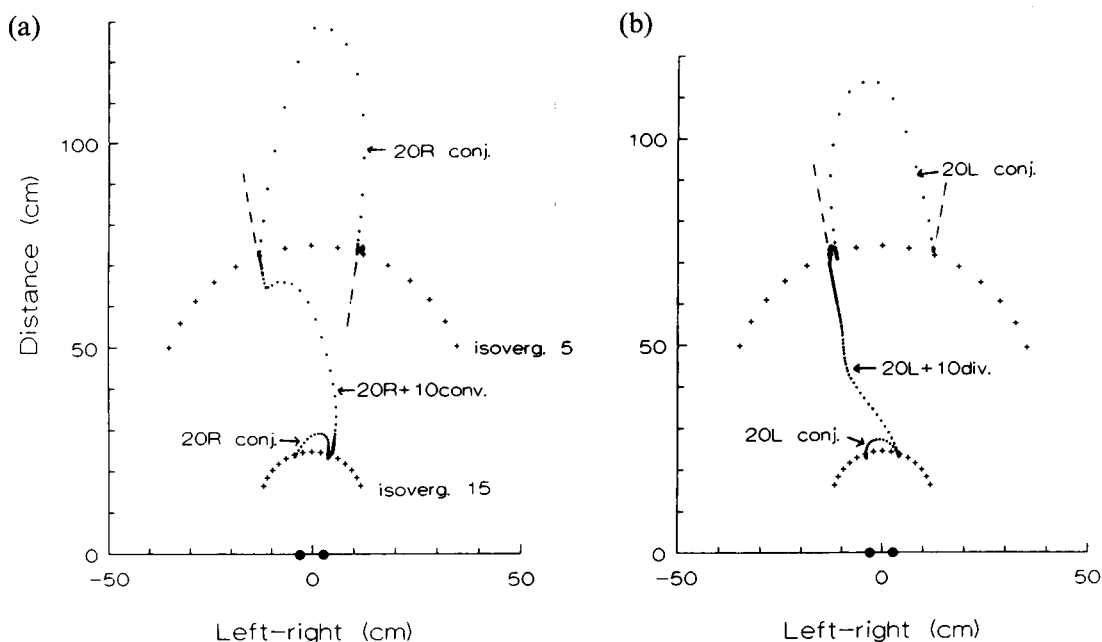 (a)
Distance (cm)
100
50
0
20R conj.
isoverg. 5
20R+10conv.
20R conj.
isoverg. 15
-50
0
50
Left-right (cm)
(b)
100
50
0
-50
20L conj.
20L+10div.
20L conj.
-50
0
50
Left-right (cm)